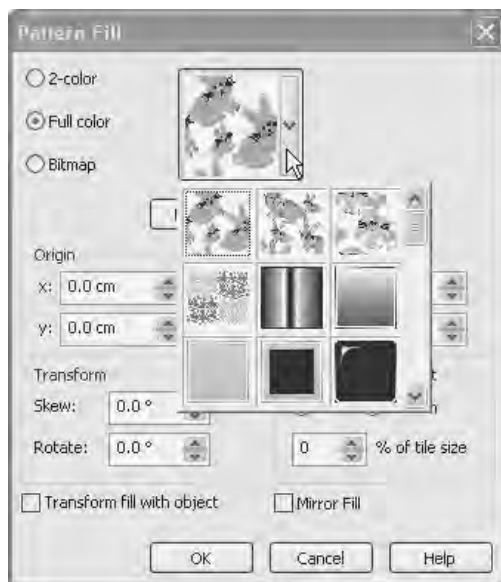 Pattern Fill
2-color
Full color
Bitmap
Origin
x: 0.0 cm
y: 0.0 cm
Transform
Skew: 0.0 °
Rotate: 0.0 °
0 % of tile size
Transform fill with object
Mirror Fill
OK Cancel Help